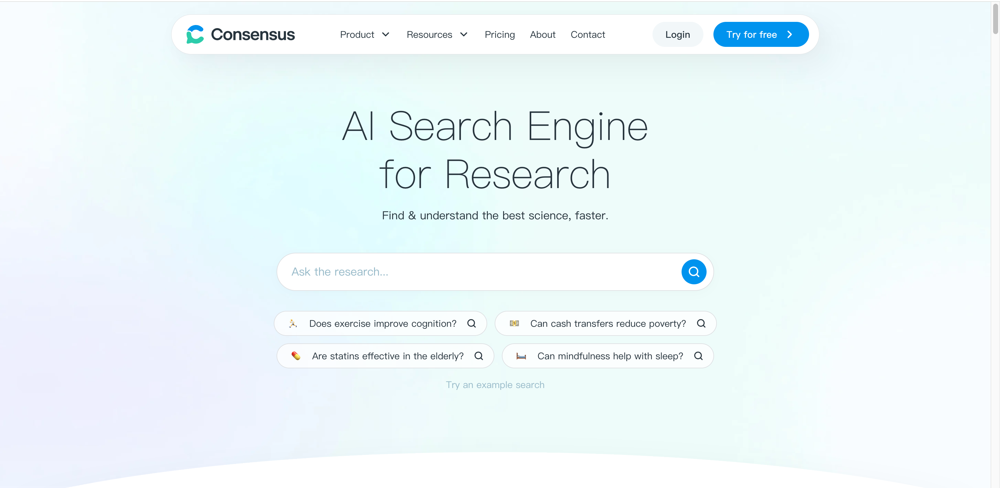 Consensus
Product
Resources
Pricing
About
Contact
Login
Try for free
AI Search Engine
for Research
Find & understand the best science, faster.
Ask the research...
Does exercise improve cognition?
Can cash transfers reduce poverty?
Are statins effective in the elderly?
Can mindfulness help with sleep?
Try an example search